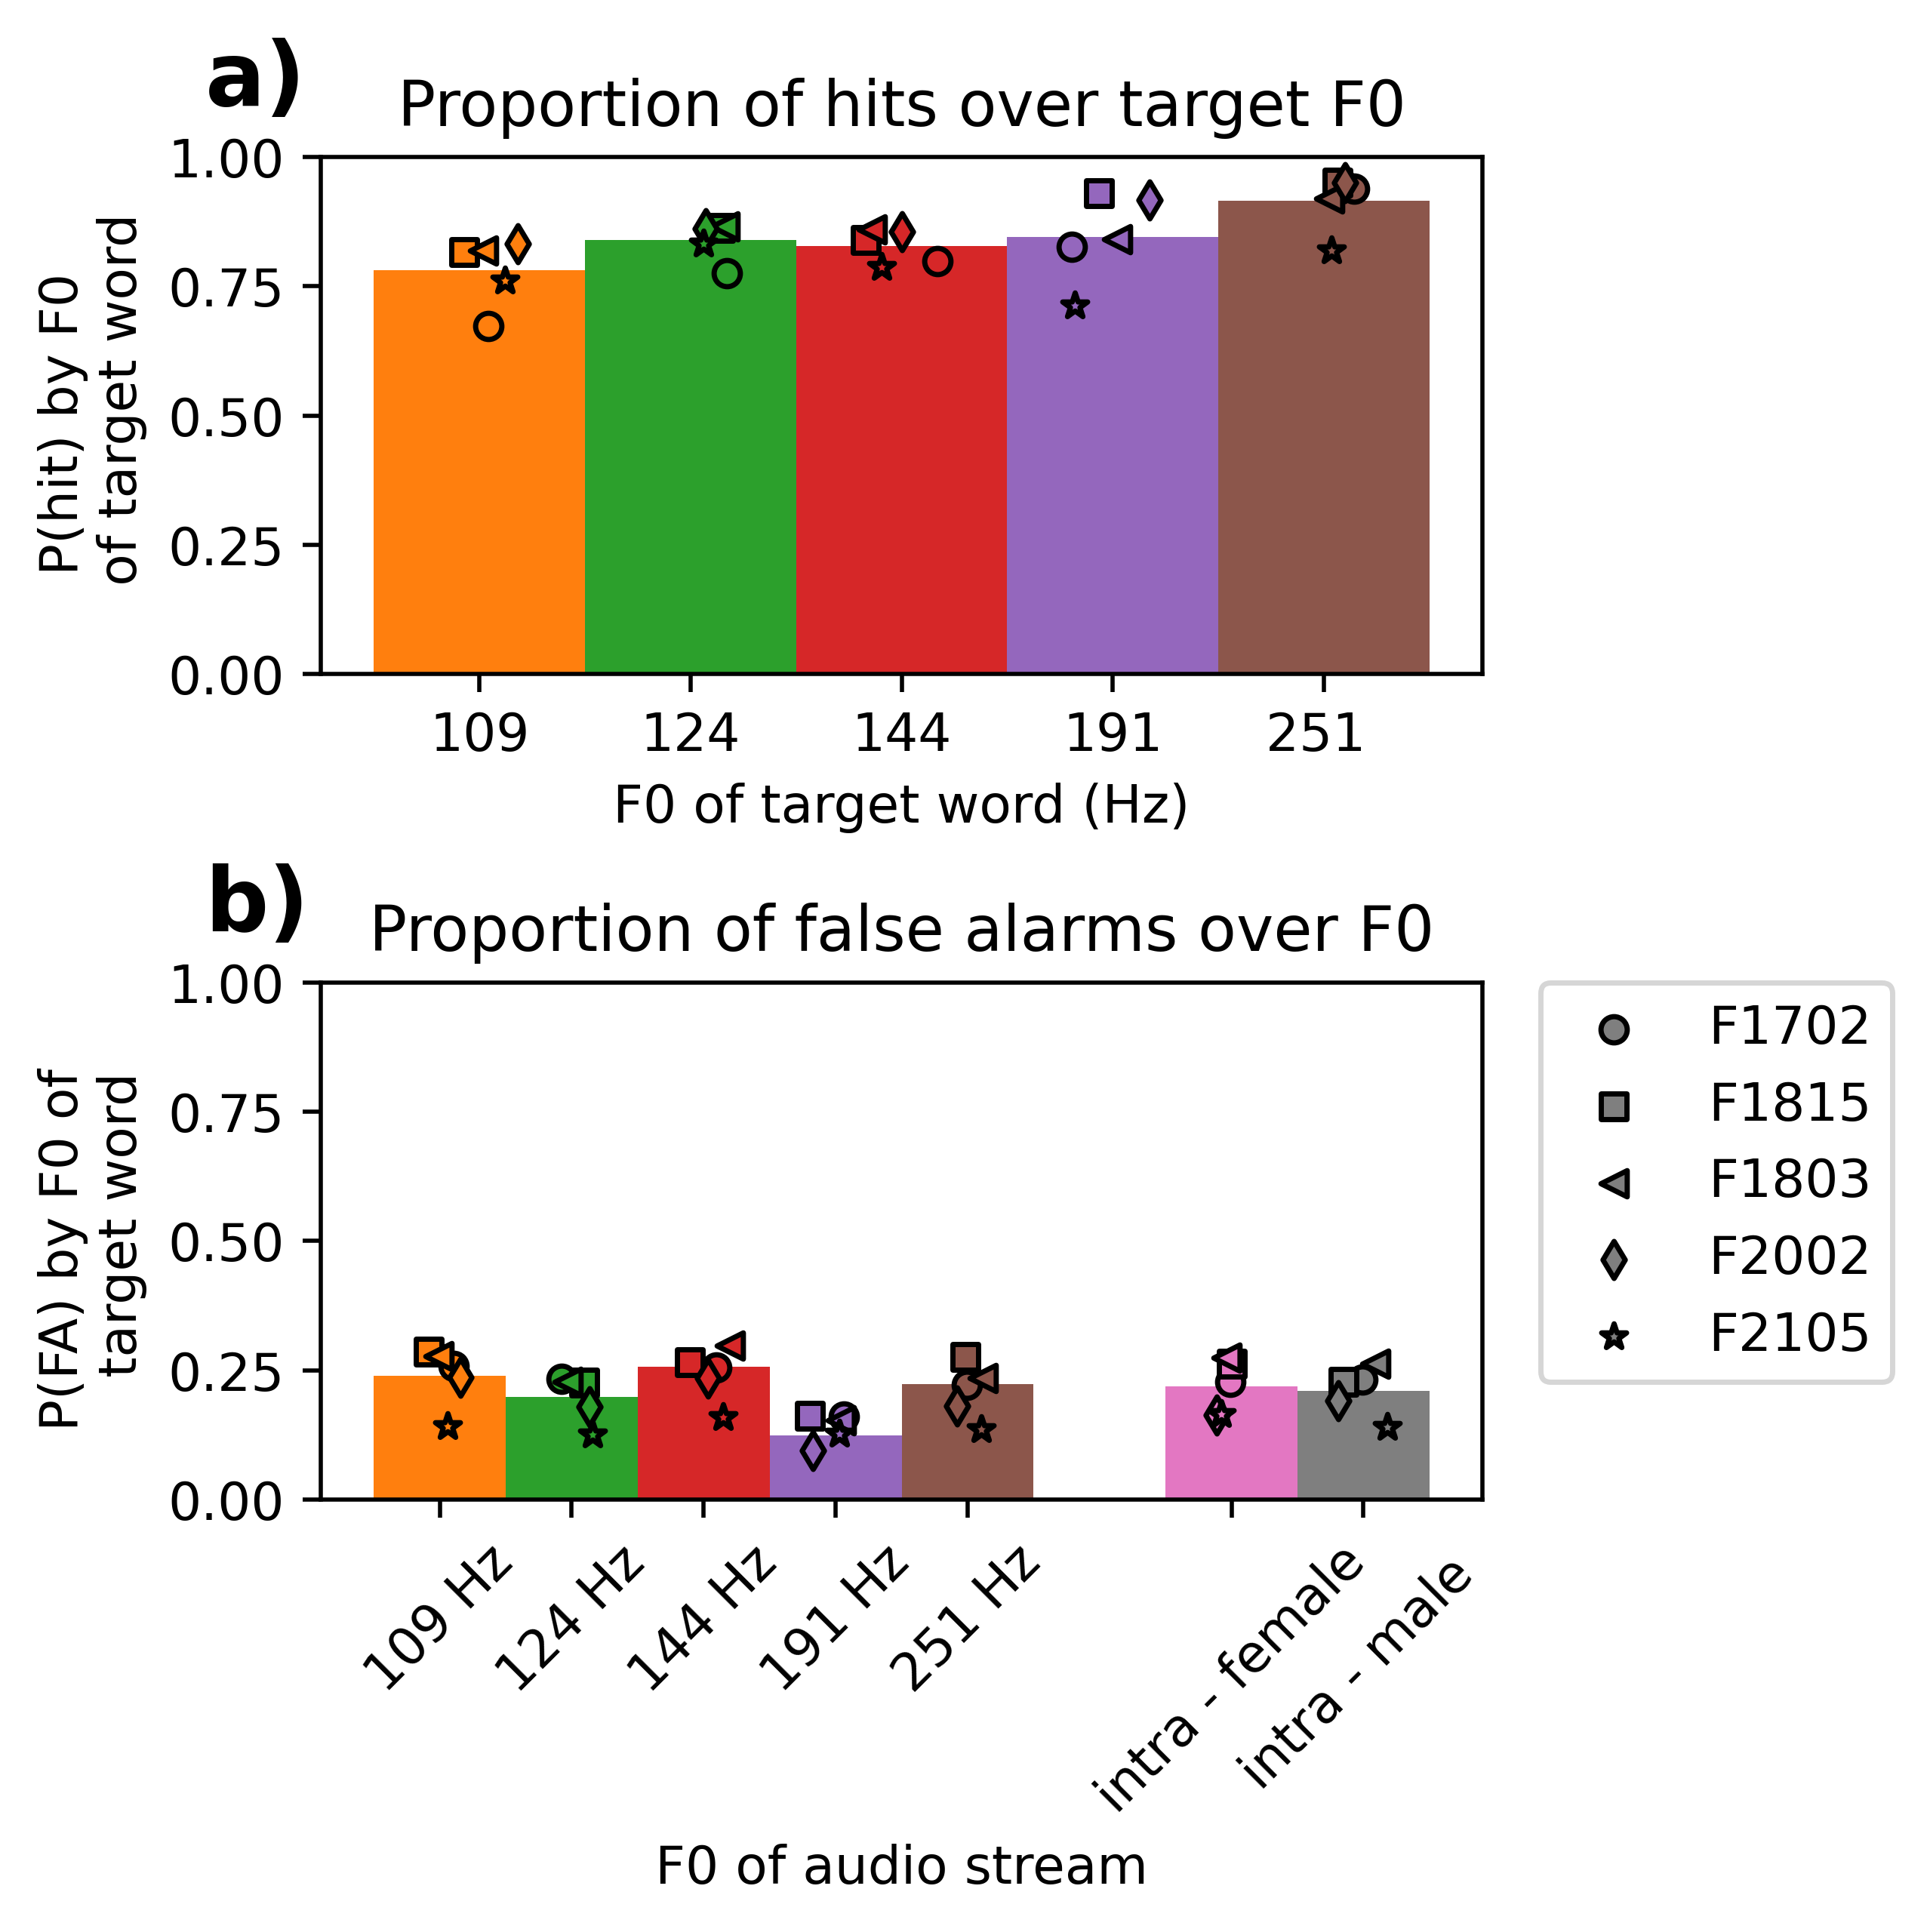 a)
Proportion of hits over target F0
P(hit) by F0
of target word
1.00
0.75
0.50
0.25
0.00
109 124 144 191 251
F0 of target word (Hz)
b)
Proportion of false alarms over F0
P(FA) by F0 of
target word
1.00
0.75
0.50
0.25
0.00
109 Hz
124 Hz
144 Hz
191 Hz
251 Hz
intra - female
intra - male
F0 of audio stream
F1702
F1815
F1803
F2002
F2105